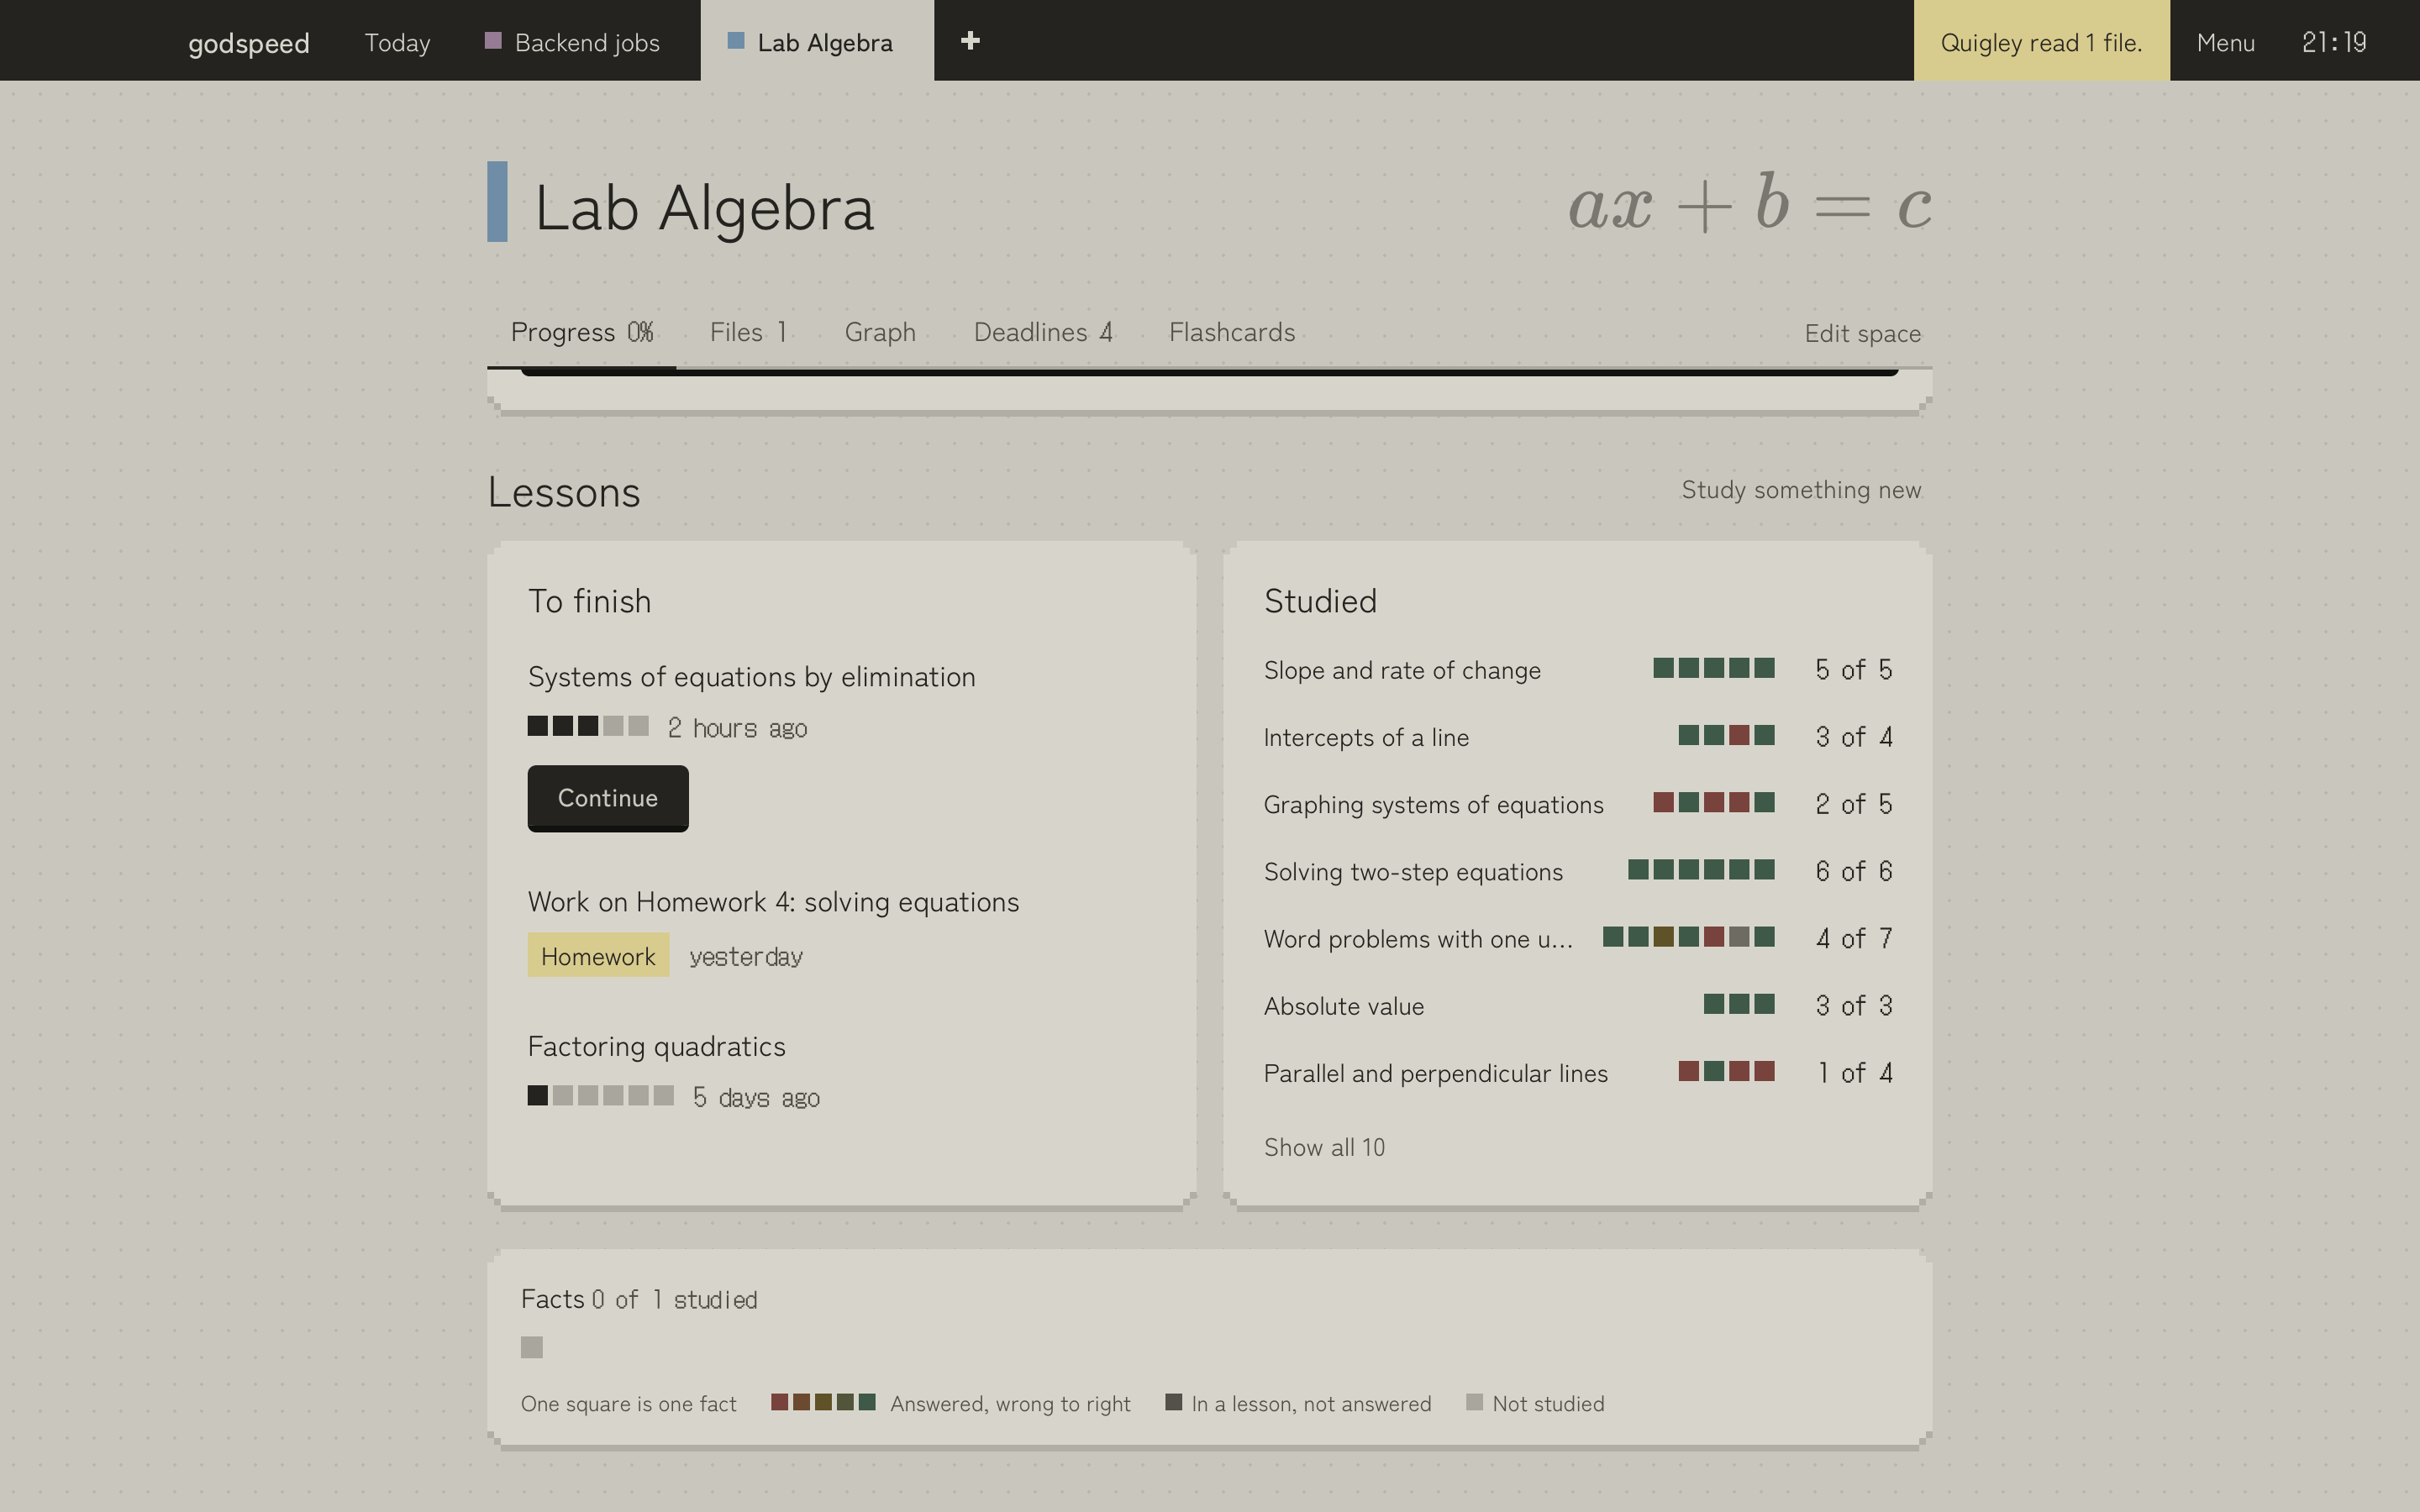 godspeed Today Backend jobs Lab Algebra + Quigley read 1 file. Menu 21:19
Lab Algebra ax + b = c
Progress 0% Files 1 Graph Deadlines 4 Flashcards Edit space
Lessons Study something new
To finish
Systems of equations by elimination
2 hours ago
Continue
Work on Homework 4: solving equations
Homework yesterday
Factoring quadratics
5 days ago
Studied
Slope and rate of change 5 of 5
Intercepts of a line 3 of 4
Graphing systems of equations 2 of 5
Solving two-step equations 6 of 6
Word problems with one u... 4 of 7
Absolute value 3 of 3
Parallel and perpendicular lines 1 of 4
Show all 10
Facts 0 of 1 studied
One square is one fact Answered, wrong to right In a lesson, not answered Not studied